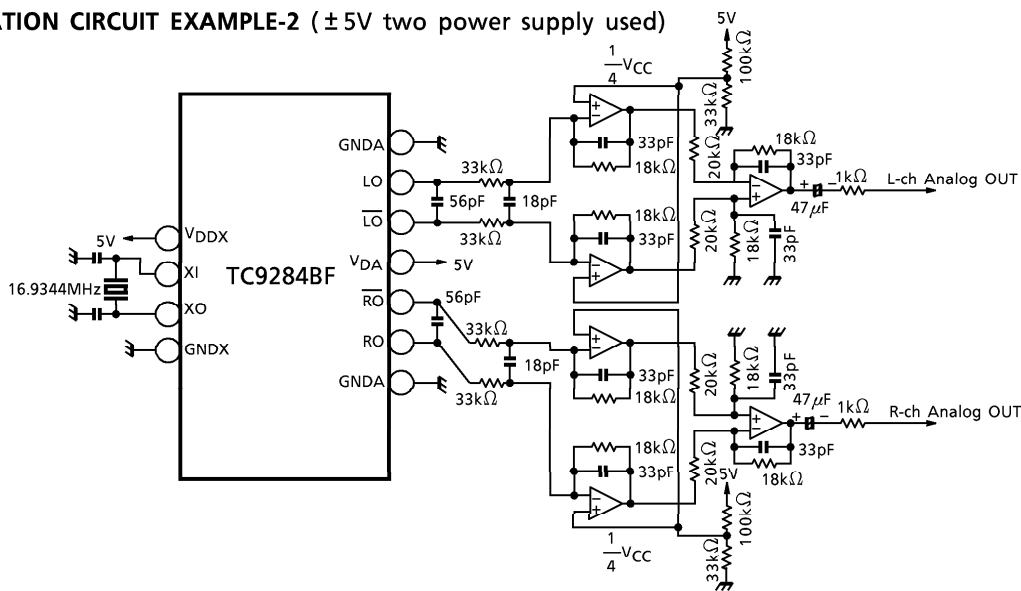 ATION CIRCUIT EXAMPLE-2 (±5V two power supply used)
5V
100kΩ
33kΩ
1/4 VCC
33pF
18kΩ
20kΩ
18kΩ
33pF
1kΩ
L-ch Analog OUT
47μF
+ −
GNDA
LO
33kΩ
56pF
18pF
LO
33kΩ
18kΩ
33pF
20kΩ
18kΩ
33pF
VDDX
5V
XI
16.9344MHz
XO
GNDX
TC9284BF
VDA
5V
RO
56pF
33kΩ
RO
18pF
GNDA
33kΩ
33pF
18kΩ
20kΩ
18kΩ
33pF
47μF
+ −
1kΩ
R-ch Analog OUT
33pF
18kΩ
18kΩ
33pF
20kΩ
5V
100kΩ
33kΩ
1/4 VCC